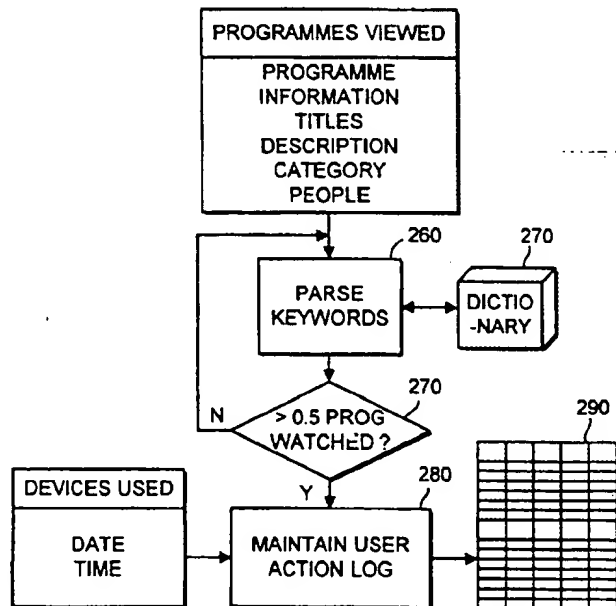 PROGRAMMES VIEWED
PROGRAMME
INFORMATION
TITLES
DESCRIPTION
CATEGORY
PEOPLE
260
270
PARSE
KEYWORDS
DICTIO
-NARY
N
> 0.5 PROG
WATCHED ?
270
290
DEVICES USED
Y
280
DATE
TIME
MAINTAIN USER
ACTION LOG